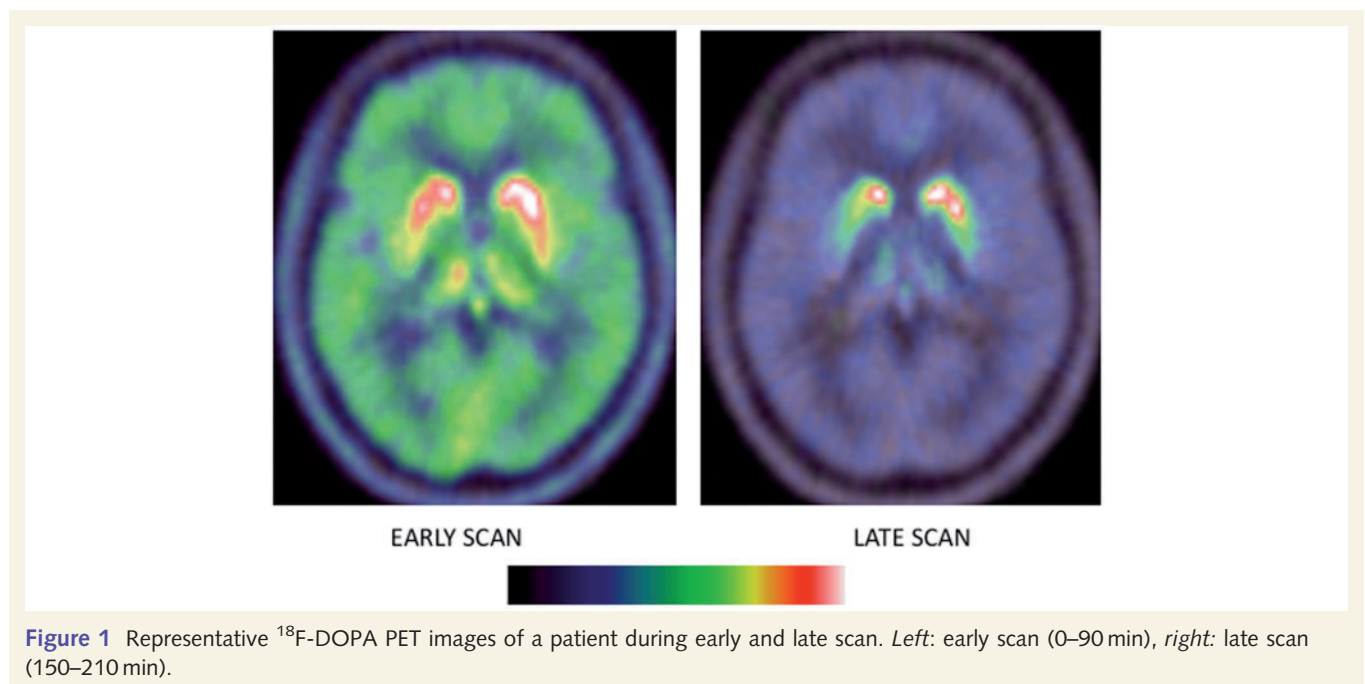 EARLY SCAN
LATE SCAN
Figure 1 Representative ¹⁸F-DOPA PET images of a patient during early and late scan. Left: early scan (0–90 min), right: late scan
(150–210 min).